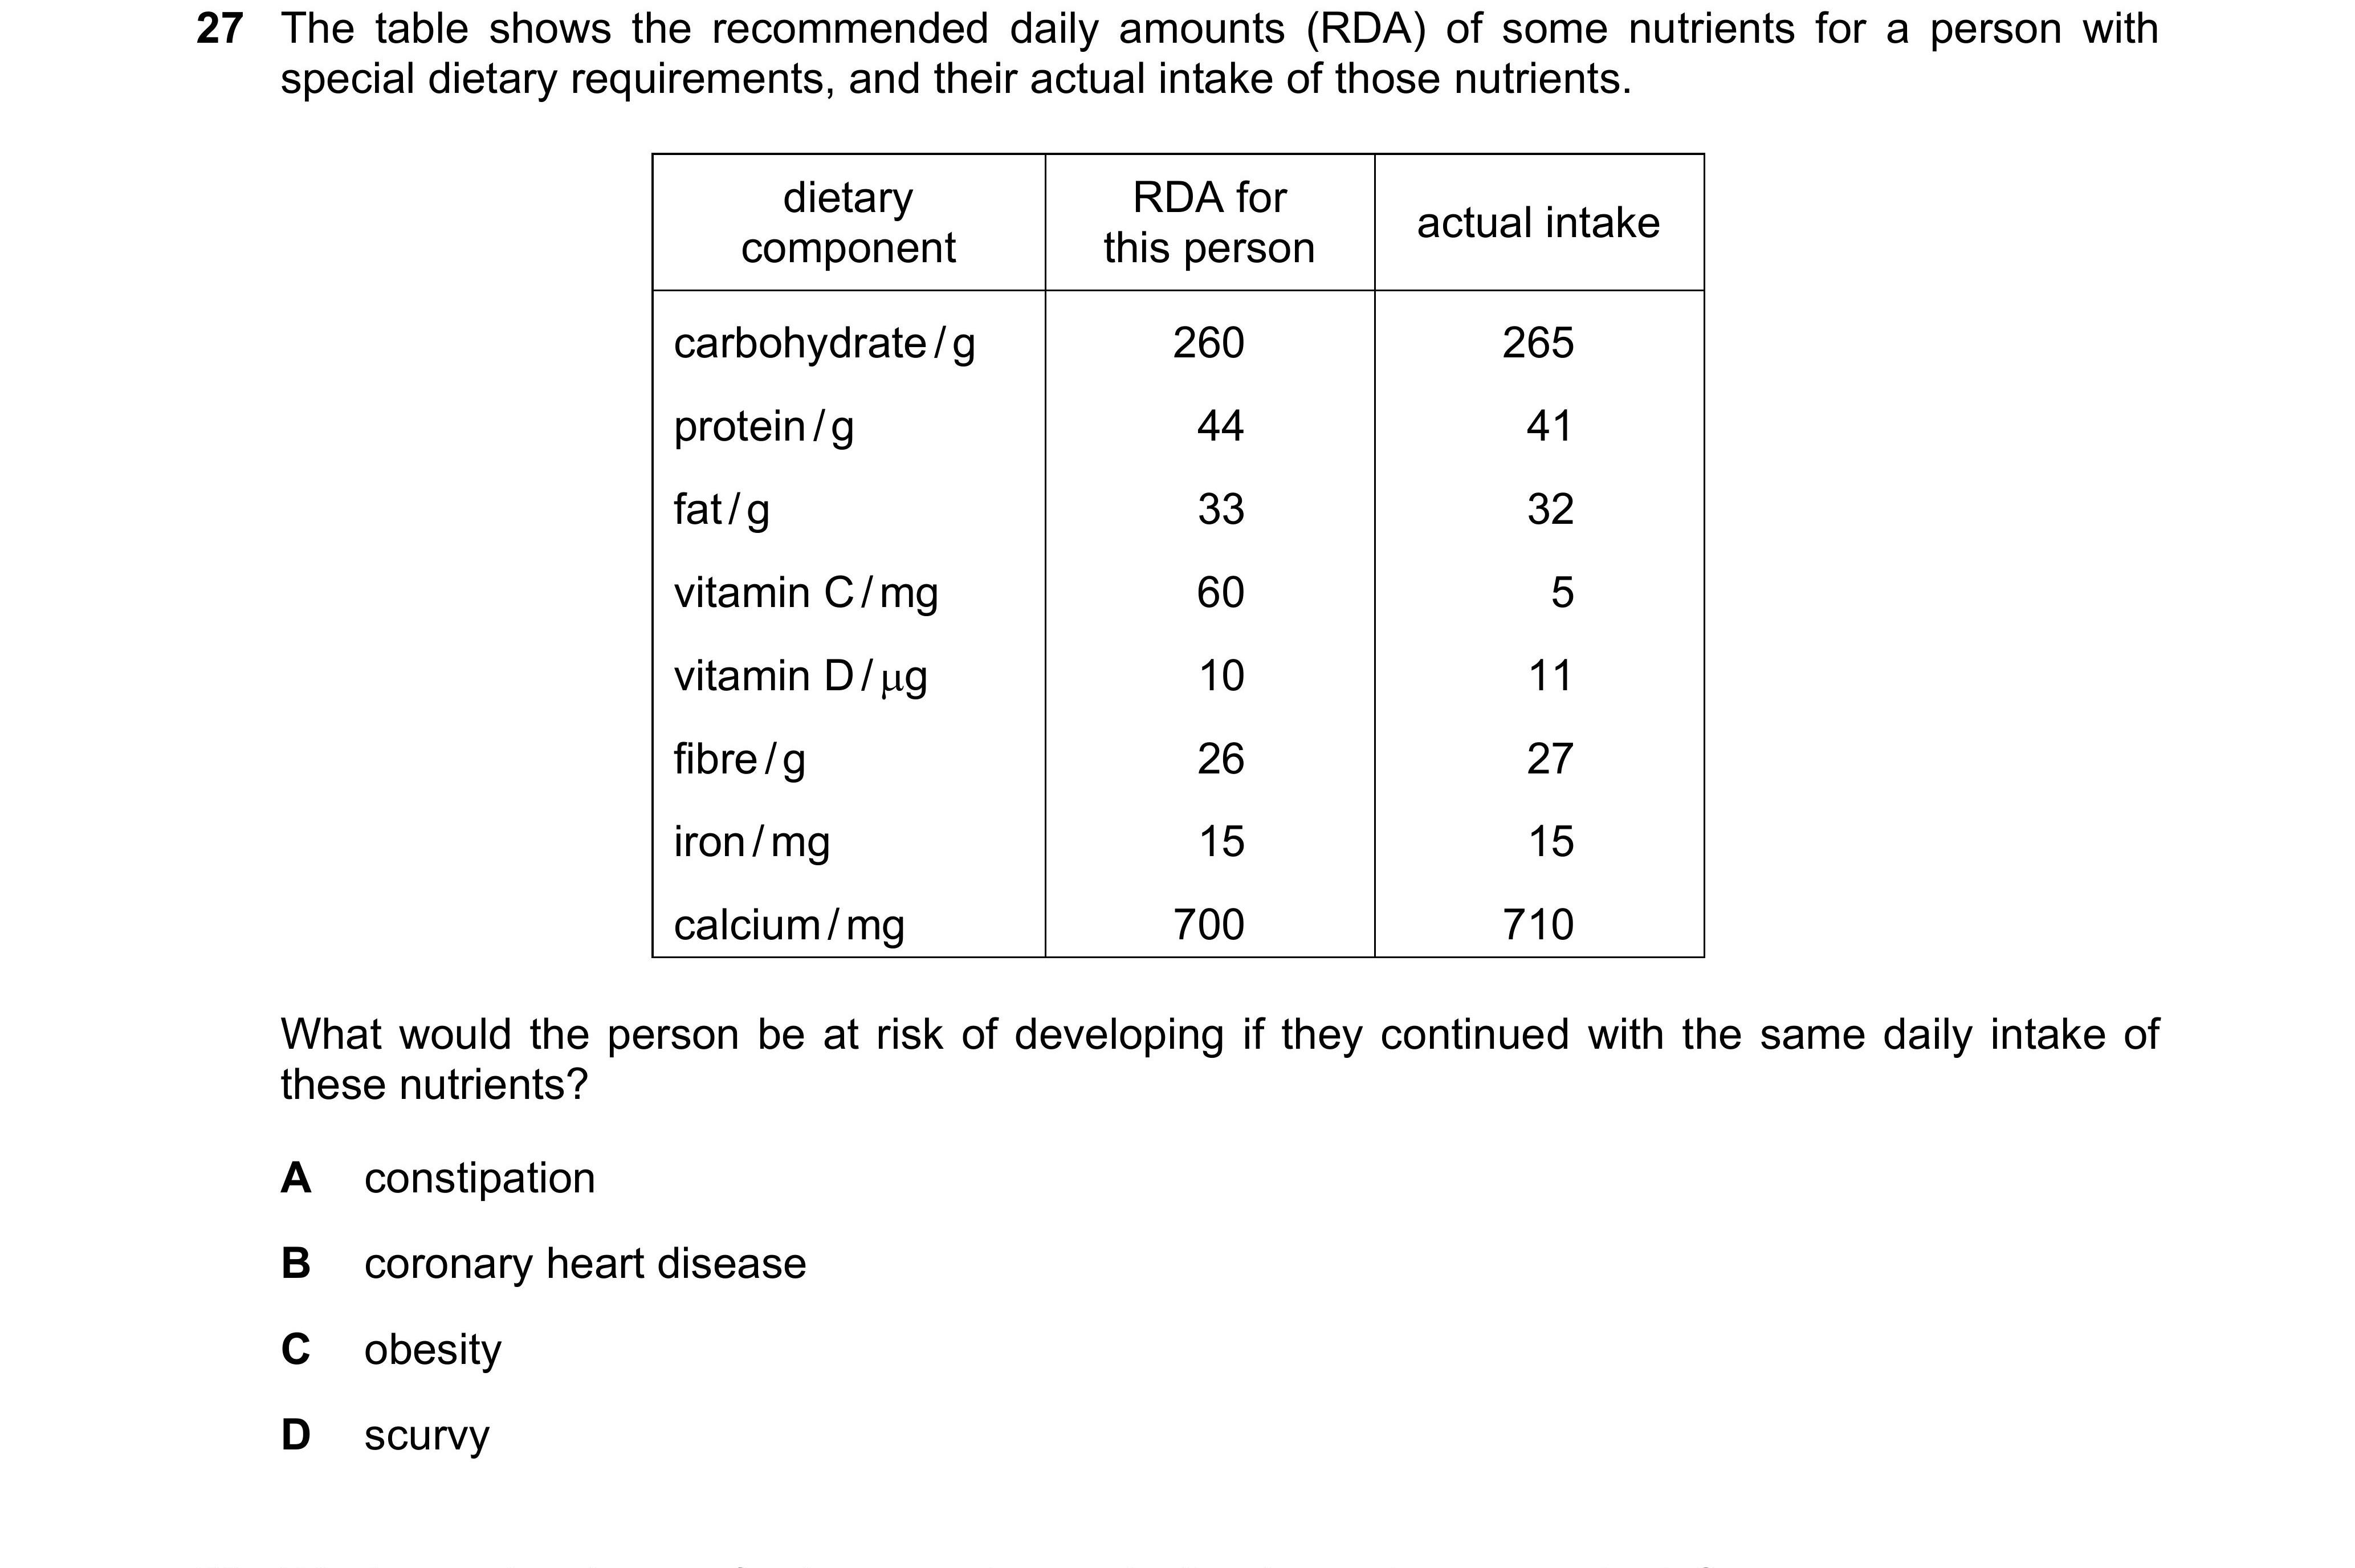 27 The table shows the recommended daily amounts (RDA) of some nutrients for a person with
special dietary requirements, and their actual intake of those nutrients.
dietary component RDA for this person actual intake
carbohydrate / g 260 265
protein / g 44 41
fat / g 33 32
vitamin C / mg 60 5
vitamin D / μg 10 11
fibre / g 26 27
iron / mg 15 15
calcium / mg 700 710
What would the person be at risk of developing if they continued with the same daily intake of
these nutrients?
A constipation
B coronary heart disease
C obesity
D scurvy